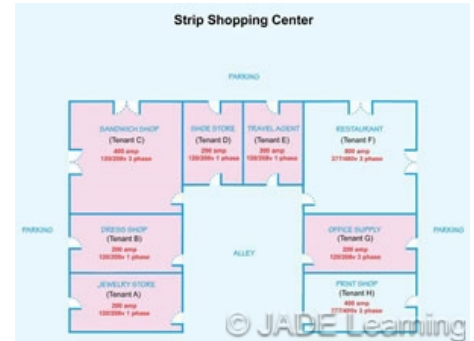 Strip Shopping Center
PARKING
SANDWICH SHOP
(Tenant C)
400 amp
120/208v 3 phase
SHOE STORE
(Tenant D)
200 amp
120/208v 1 phase
TRAVEL AGENT
(Tenant E)
200 amp
120/208v 1 phase
RESTAURANT
(Tenant F)
800 amp
277/480v 3 phase
PARKING
DRESS SHOP
(Tenant B)
200 amp
120/208v 1 phase
ALLEY
OFFICE SUPPLY
(Tenant G)
200 amp
120/208v 3 phase
PARKING
JEWELRY STORE
(Tenant A)
200 amp
120/208v 1 phase
PRINT SHOP
(Tenant H)
400 amp
3 phase
© JADE Learning